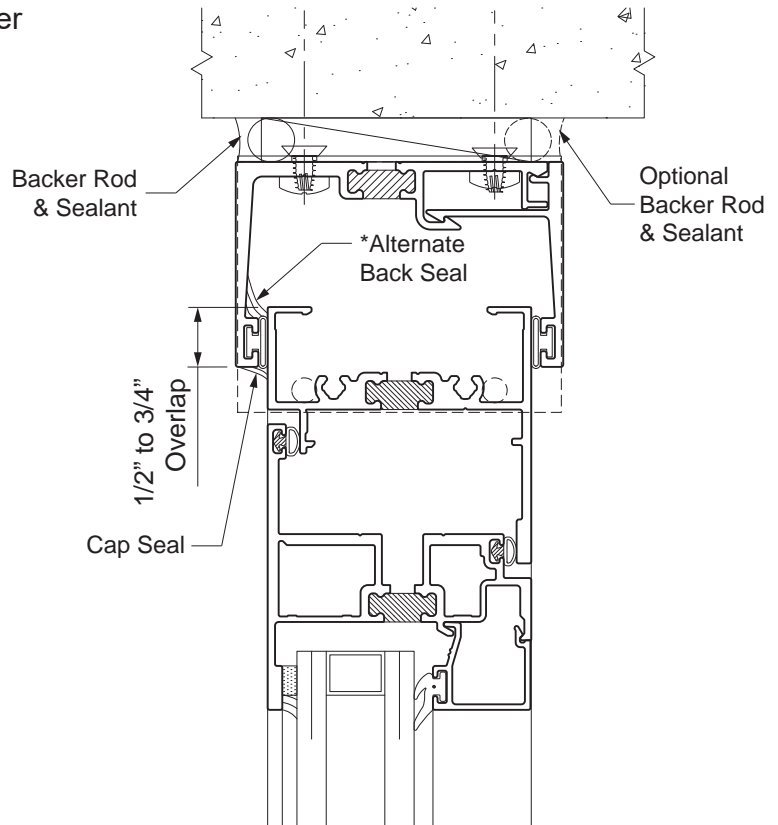 er
Backer Rod
& Sealant
Optional
Backer Rod
& Sealant
*Alternate
Back Seal
1/2” to 3/4”
Overlap
Cap Seal